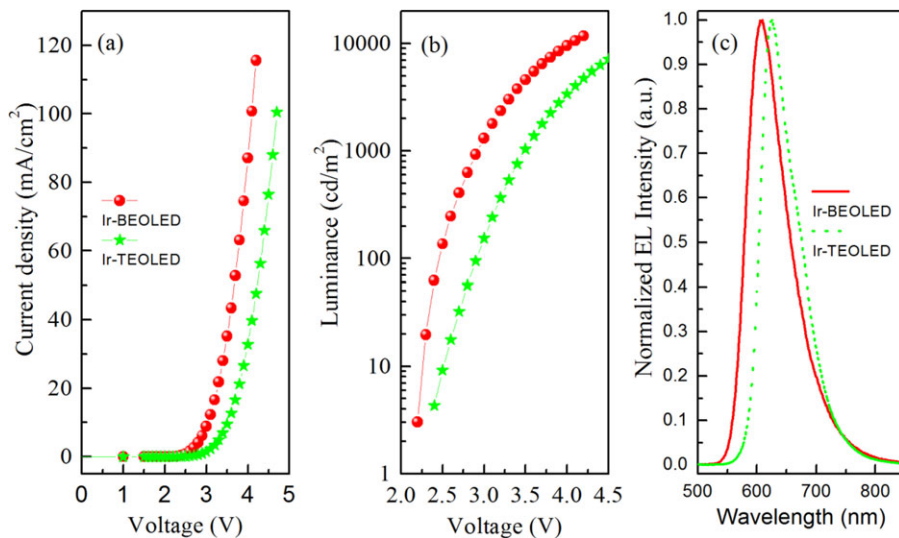 (a)
Current density (mA/cm²)
120
100
80
60
40
20
0
Ir-BEOLED
Ir-TEOLED
0 1 2 3 4 5
Voltage (V)
(b)
Luminance (cd/m²)
10000
1000
100
10
1
2.0 2.5 3.0 3.5 4.0 4.5
Voltage (V)
(c)
Normalized EL Intensity (a.u.)
1.0
0.9
0.8
0.7
0.6
0.5
0.4
0.3
0.2
0.1
0.0
Ir-BEOLED
Ir-TEOLED
500 600 700 800
Wavelength (nm)